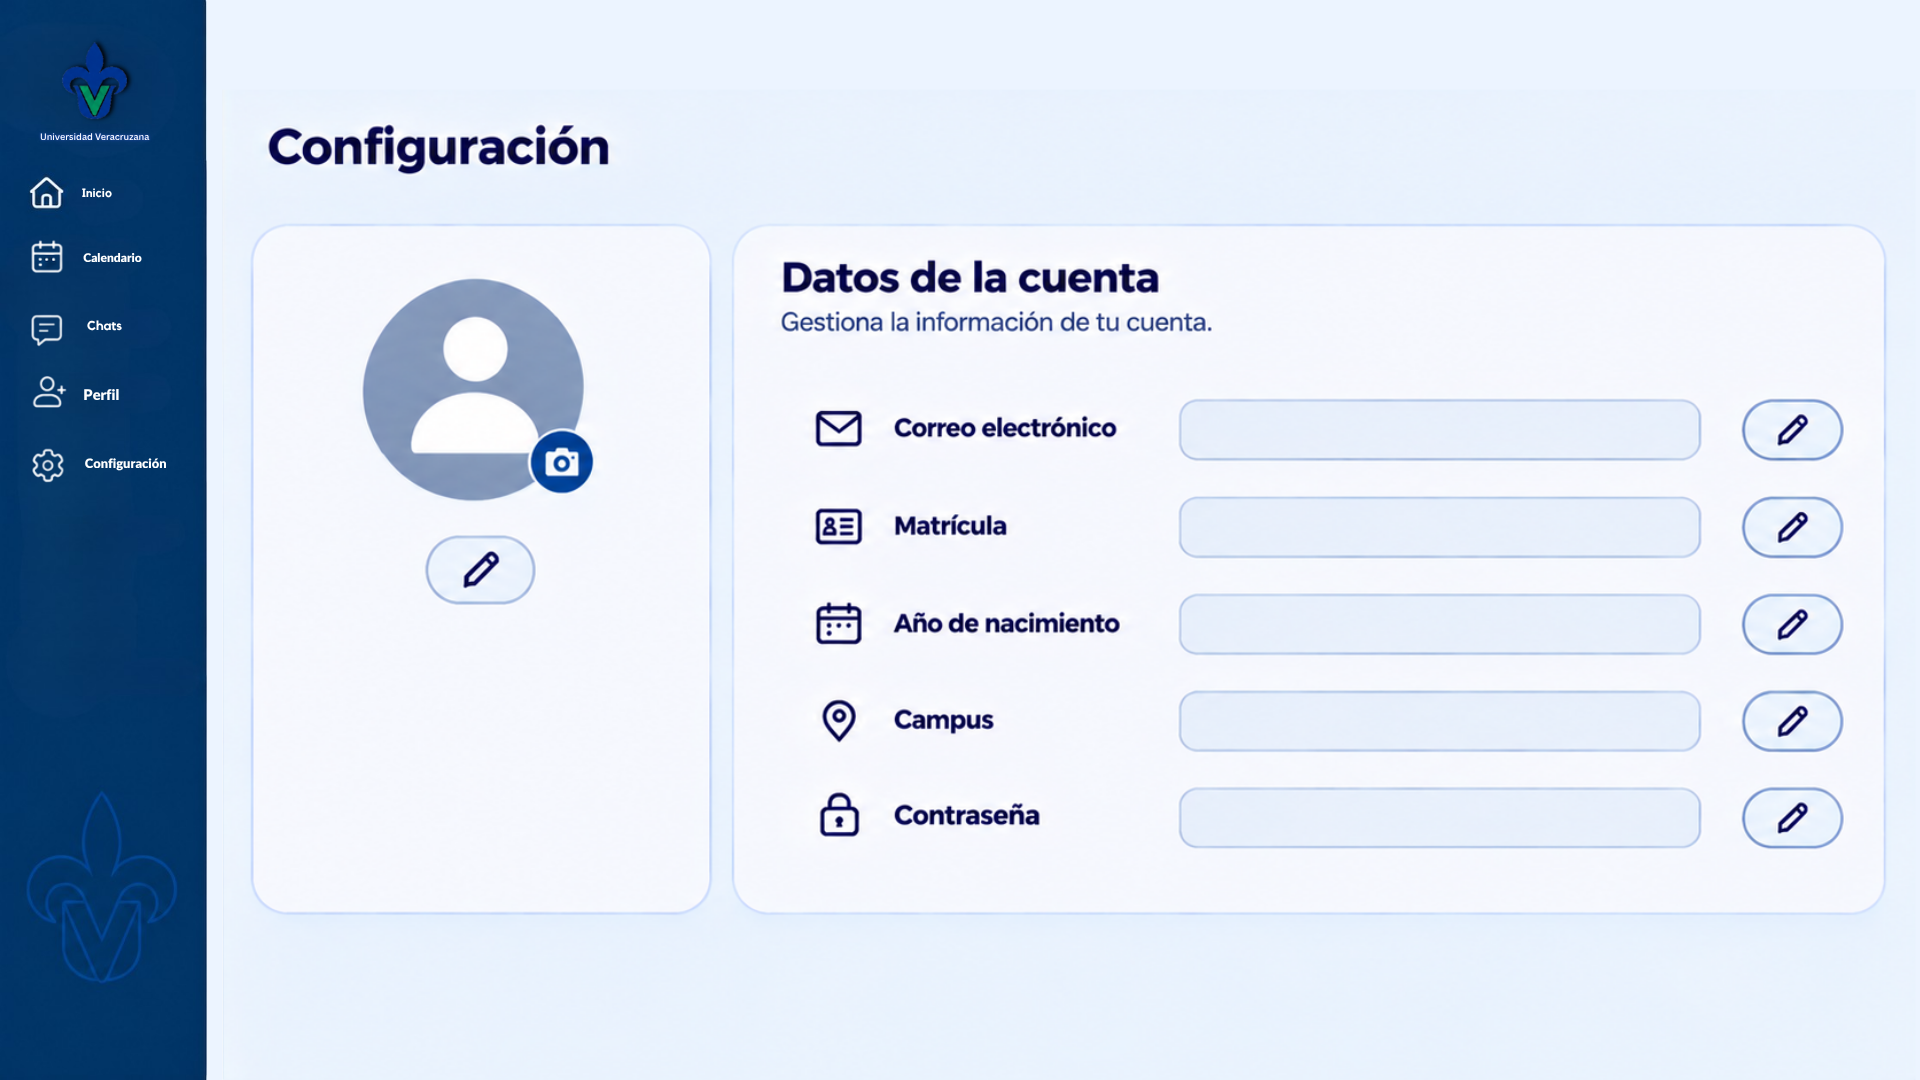 Universidad Veracruzana
Inicio
Calendario
Chats
Perfil
Configuración
Configuración
Datos de la cuenta
Gestiona la información de tu cuenta.
Correo electrónico
Matrícula
Año de nacimiento
Campus
Contraseña